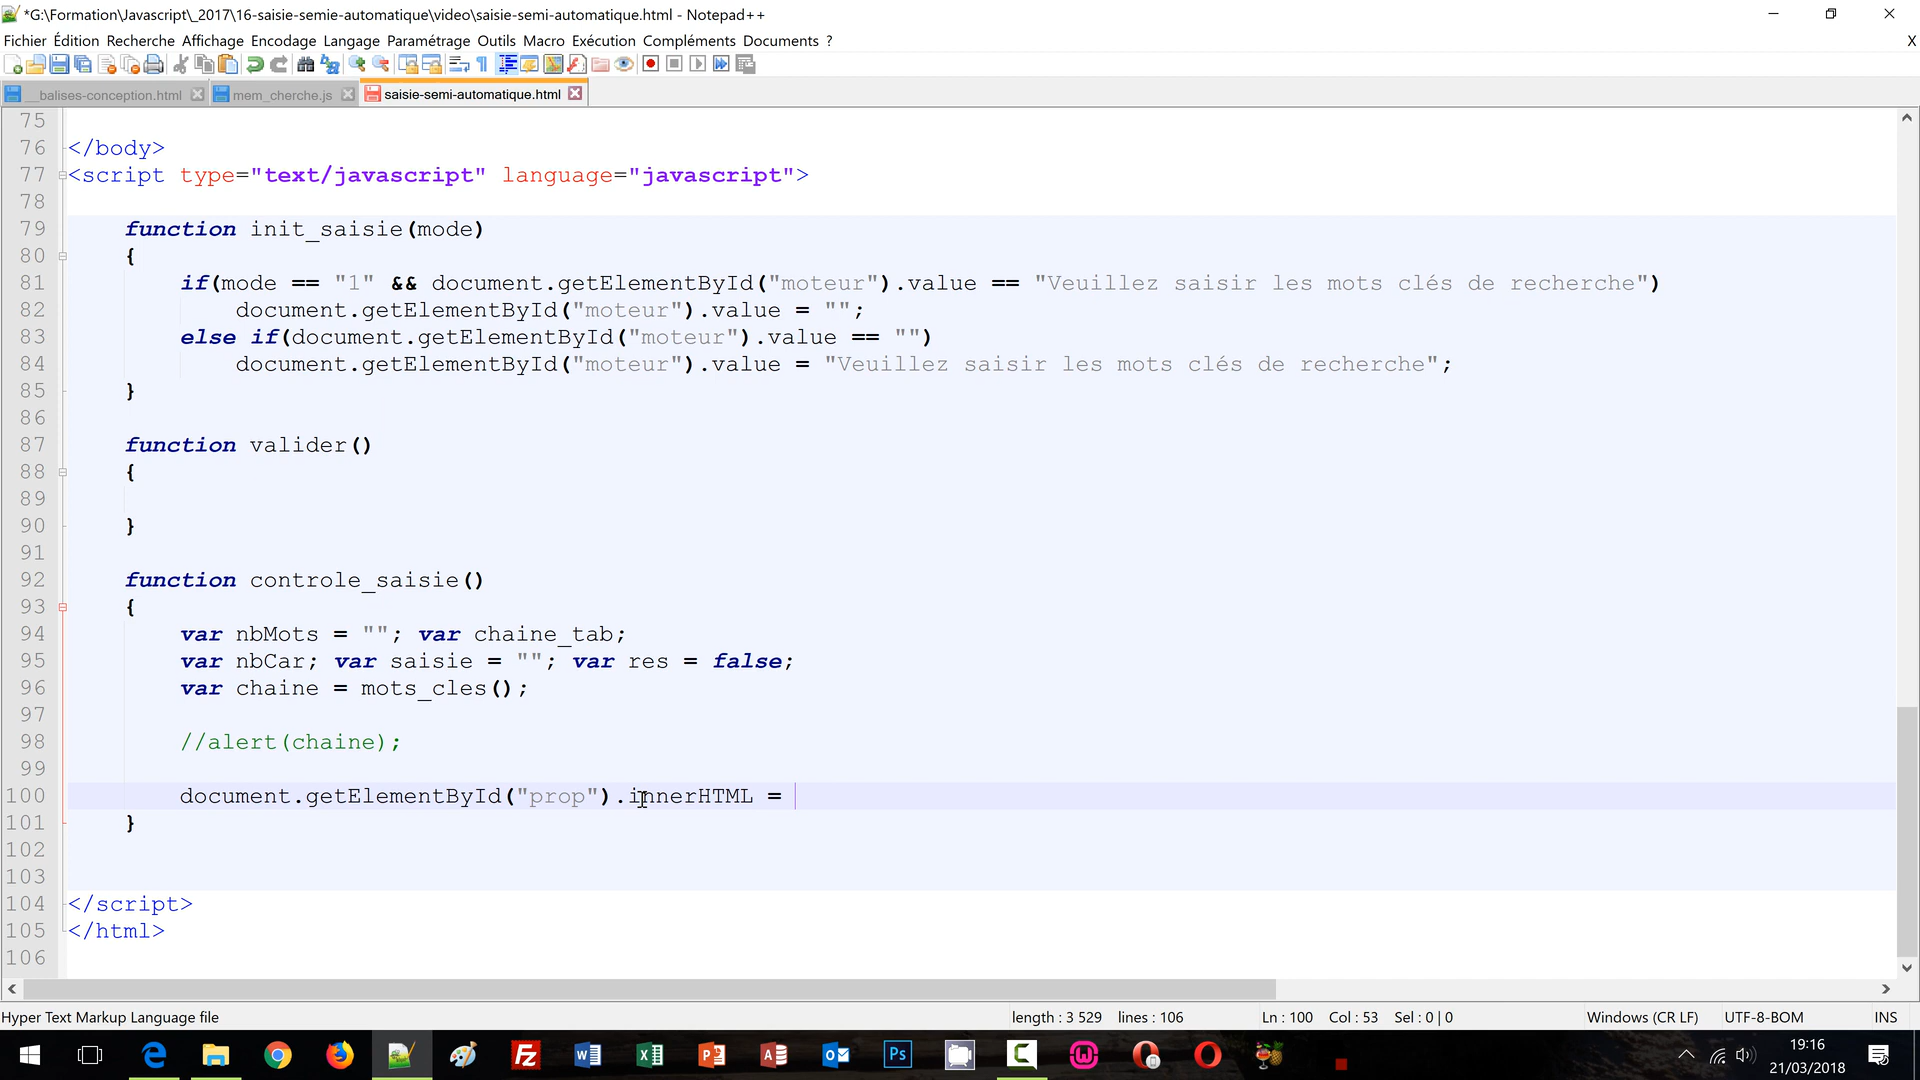 *G:\Formation\Javascript\_2017\16-saisie-semie-automatique\video\saisie-semi-automatique.html - Notepad++
Fichier Édition Recherche Affichage Encodage Langage Paramétrage Outils Macro Exécution Compléments Documents ?
X
__balises-conception.html mem_cherche.js saisie-semi-automatique.html
75
76 </body>
77 <script type="text/javascript" language="javascript">
78
79 function init_saisie(mode)
80 {
81 if(mode == "1" && document.getElementById("moteur").value == "Veuillez saisir les mots clés de recherche")
82 document.getElementById("moteur").value = "";
83 else if(document.getElementById("moteur").value == "")
84 document.getElementById("moteur").value = "Veuillez saisir les mots clés de recherche";
85 }
86
87 function valider()
88 {
89
90 }
91
92 function controle_saisie()
93 {
94 var nbMots = ""; var chaine_tab;
95 var nbCar; var saisie = ""; var res = false;
96 var chaine = mots_cles();
97
98 //alert(chaine);
99
100 document.getElementById("prop").innerHTML =
101 }
102
103
104 </script>
105 </html>
106
Hyper Text Markup Language file length : 3 529 lines : 106 Ln : 100 Col : 53 Sel : 0 | 0 Windows (CR LF) UTF-8-BOM INS
19:16
21/03/2018